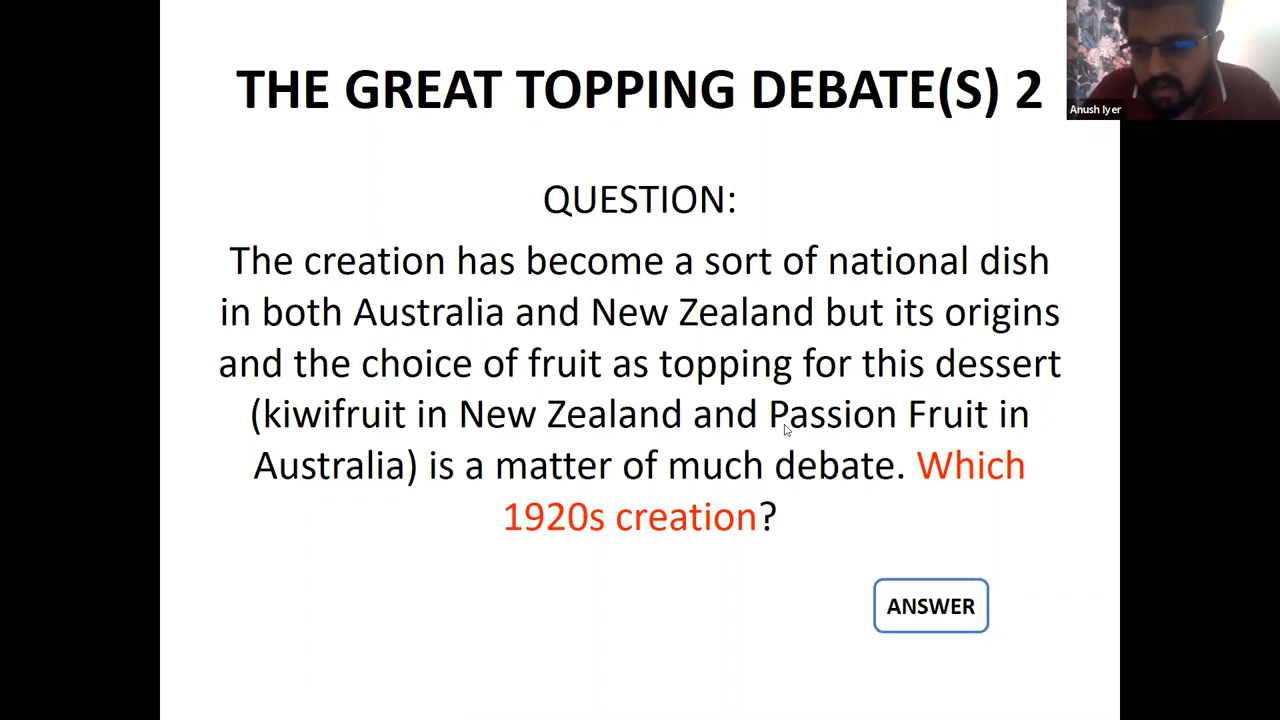 THE GREAT TOPPING DEBATE(S) 2
Anush Iyer
QUESTION:
The creation has become a sort of national dish
in both Australia and New Zealand but its origins
and the choice of fruit as topping for this dessert
(kiwifruit in New Zealand and Passion Fruit in
Australia) is a matter of much debate. Which
1920s creation?
ANSWER